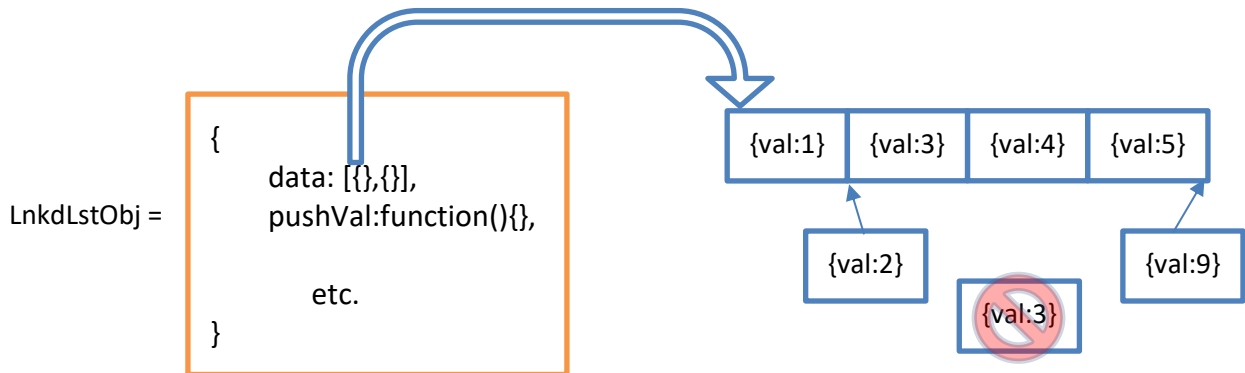 {
data: [{},{}],
LnkdLstObj =
pushVal:function(){},
etc.
}
{val:1} {val:3} {val:4} {val:5}
{val:2} {val:9}
{val:3}